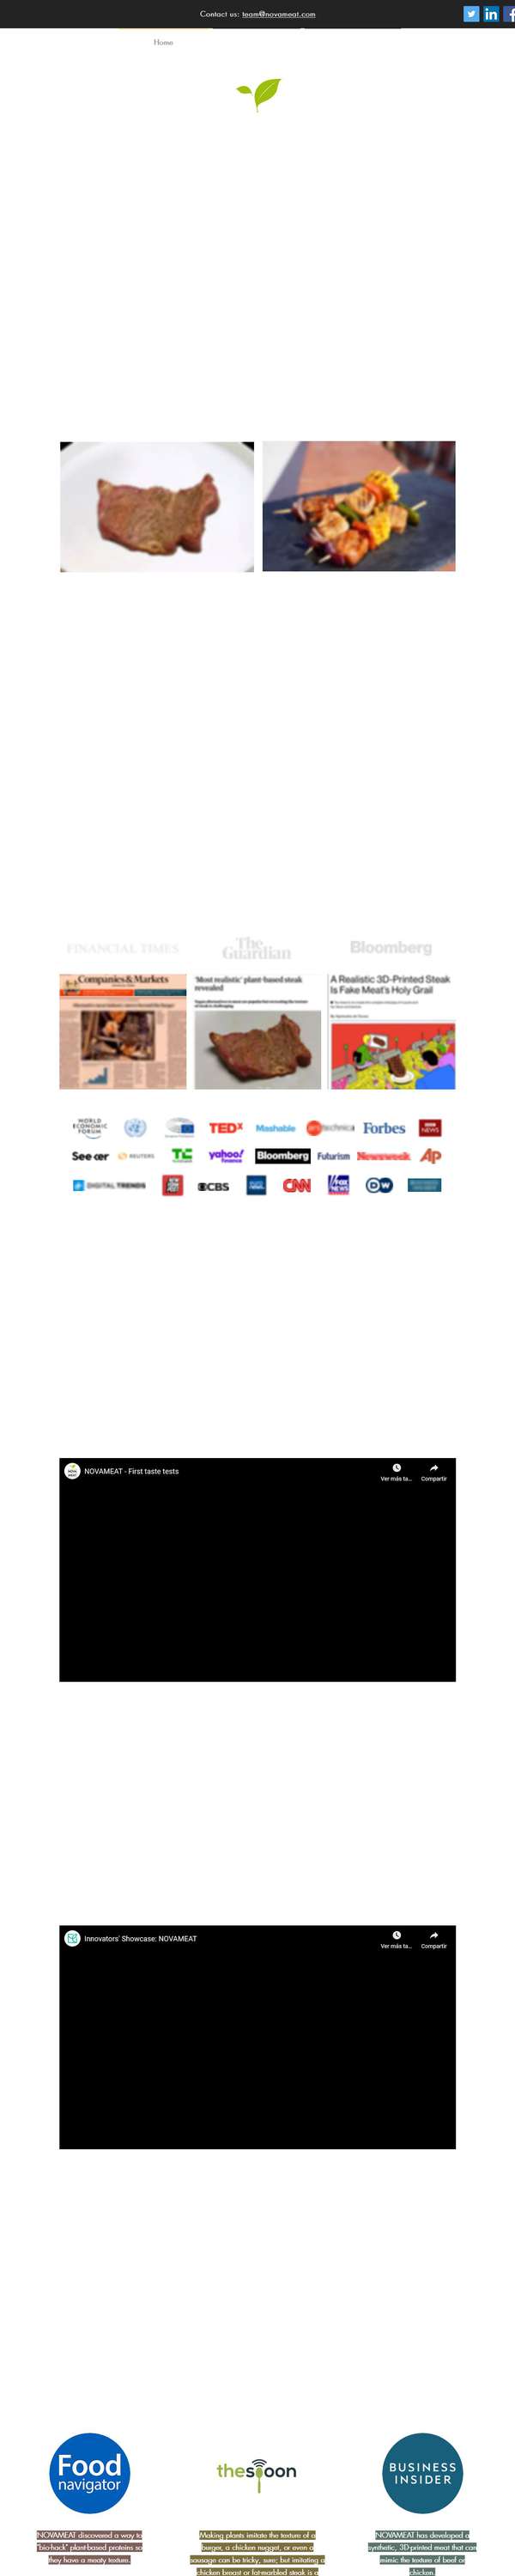 Contact us: team@novameat.com
Home
FINANCIAL TIMES
The Guardian
Bloomberg
Companies & Markets
'Most realistic' plant-based steak revealed
A Realistic 3D-Printed Steak
Is Fake Meat's Holy Grail
WORLD ECONOMIC FORUM
TEDx
Mashable
ars technica
Forbes
BBC NEWS
Seeker
REUTERS
TC
yahoo! finance
Bloomberg
Futurism
Newsweek
AP
DIGITAL TRENDS
CBS
CNN
FOX NEWS
DW
NOVAMEAT - First taste tests
Ver más ta...
Compartir
Innovators' Showcase: NOVAMEAT
Ver más ta...
Compartir
Food navigator
thespoon
BUSINESS INSIDER
NOVAMEAT discovered a way to
"bio-hack" plant-based proteins so
they have a meaty texture.
Making plants imitate the texture of a
burger, a chicken nugget, or even a
sausage can be tricky, sure; but imitating a
chicken breast or fat-marbled steak is a
NOVAMEAT has developed a
synthetic, 3D-printed meat that can
mimic the texture of beef or
chicken.